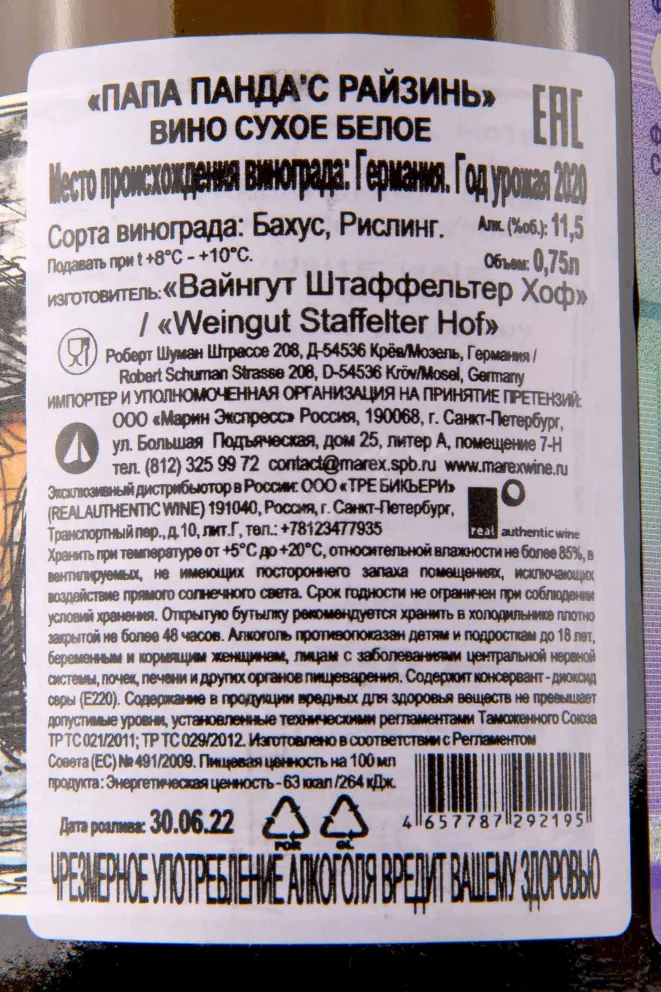 «ПАПА ПАНДА'С РАЙЗИНЬ»
ВИНО СУХОЕ БЕЛОЕ
EAC
Место происхождения винограда: Германия. Год урожая 2020
Сорта винограда: Бахус, Рислинг. Алк. (%об.): 11,5
Подавать при t +8°C - +10°C. Объем: 0,75л
ИЗГОТОВИТЕЛЬ: «Вайнгут Штаффельтер Хоф»
/ «Weingut Staffelter Hof»
Роберт Шуман Штрассе 208, Д-54536 Крёв/Мозель, Германия /
Robert Schuman Strasse 208, D-54536 Kröv/Mosel, Germany
ИМПОРТЕР И УПОЛНОМОЧЕННАЯ ОРГАНИЗАЦИЯ НА ПРИНЯТИЕ ПРЕТЕНЗИЙ:
ООО «Марин Экспресс» Россия, 190068, г. Санкт-Петербург,
ул. Большая Подъяческая, дом 25, литер А, помещение 7-Н
тел. (812) 325 99 72 contact@marex.spb.ru www.marexwine.ru
Эксклюзивный дистрибьютор в России: ООО «ТРЕ БИКЬЕРИ»
(REALAUTHENTIC WINE) 191040, Россия, г. Санкт-Петербург,
Транспортный пер., д.10, лит.Г, тел.: +78123477935
real authentic wine
Хранить при температуре от +5°C до +20°C, относительной влажности не более 85%, в
вентилируемых, не имеющих постороннего запаха помещениях, исключающих
воздействие прямого солнечного света. Срок годности не ограничен при соблюдении
условий хранения. Открытую бутылку рекомендуется хранить в холодильнике плотно
закрытой не более 48 часов. Алкоголь противопоказан детям и подросткам до 18 лет,
беременным и кормящим женщинам, лицам с заболеваниями центральной нервной
системы, почек, печени и других органов пищеварения. Содержит консервант - диоксид
серы (Е220). Содержание в продукции вредных для здоровья веществ не превышает
допустимые уровни, установленные техническими регламентами Таможенного Союза
ТР ТС 021/2011; ТР ТС 029/2012. Изготовлено в соответствии с Регламентом
Совета (ЕС) № 491/2009. Пищевая ценность на 100 мл
продукта: Энергетическая ценность - 63 ккал /264 кДж.
Дата розлива: 30.06.22
FOR GL
4 657787 292195
ЧРЕЗМЕРНОЕ УПОТРЕБЛЕНИЕ АЛКОГОЛЯ ВРЕДИТ ВАШЕМУ ЗДОРОВЬЮ